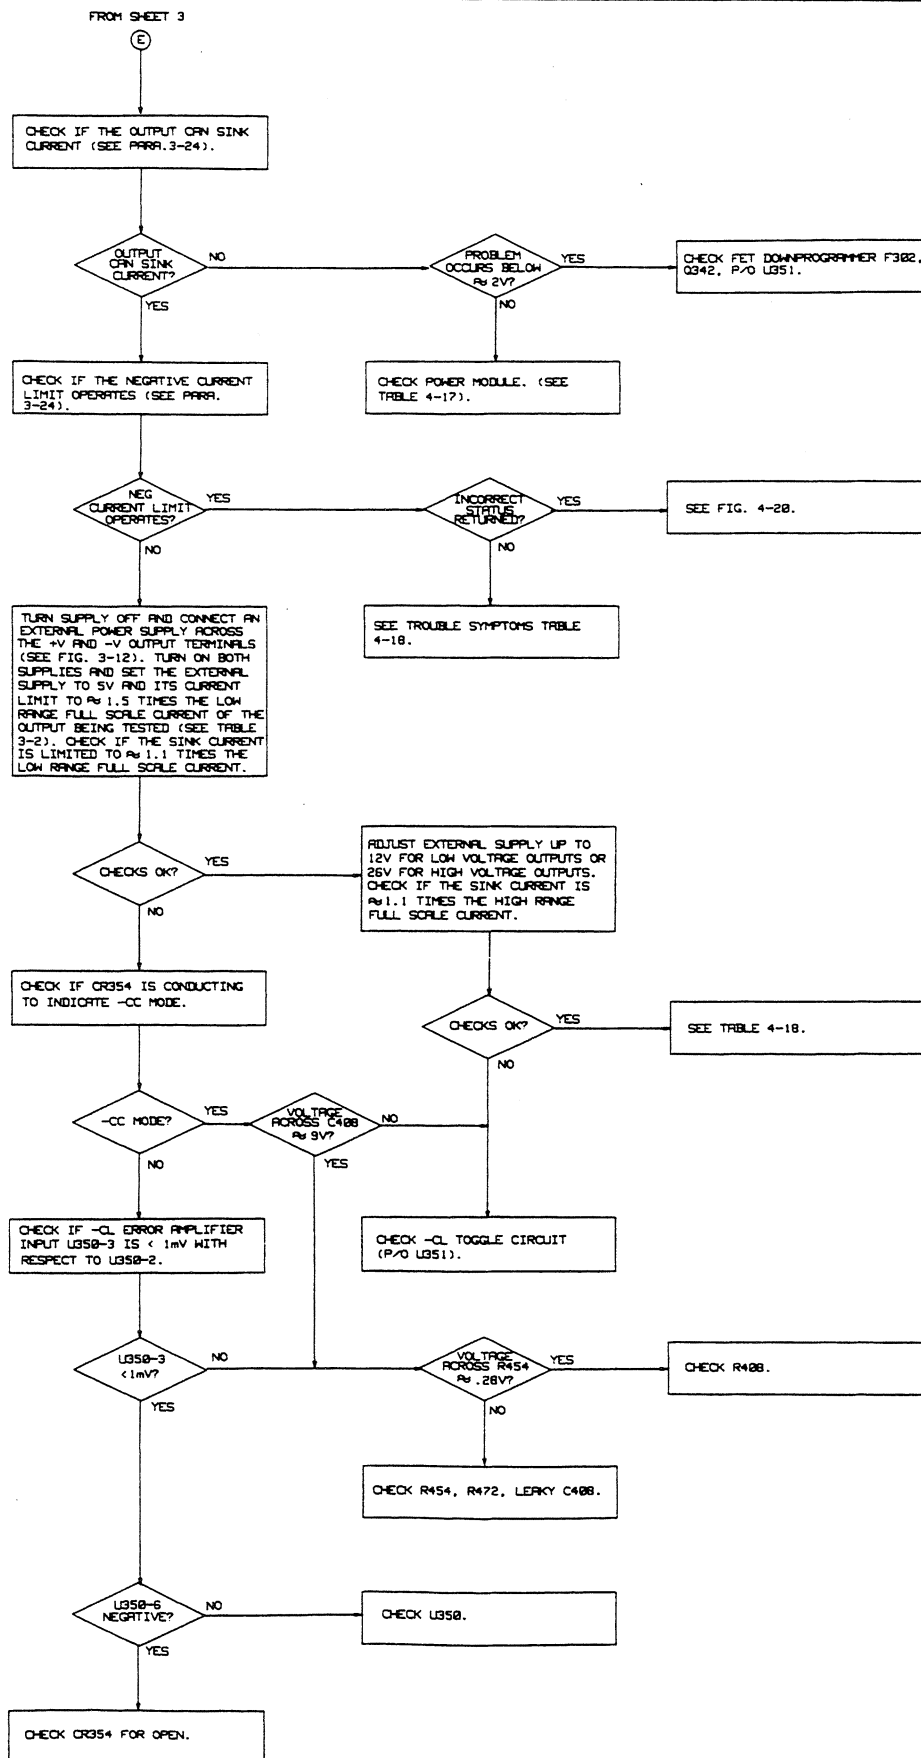 FROM SHEET 3
E
CHECK IF THE OUTPUT CAN SINK
CURRENT (SEE PARA.3-24).
OUTPUT
CAN SINK
CURRENT?
NO
YES
PROBLEM
OCCURS BELOW
≈ 2V?
YES
NO
CHECK FET DOWNPROGRAMMER F302,
Q342, P/O U351.
CHECK IF THE NEGATIVE CURRENT
LIMIT OPERATES (SEE PARA.
3-24).
CHECK POWER MODULE. (SEE
TABLE 4-17).
NEG
CURRENT LIMIT
OPERATES?
YES
NO
INCORRECT
STATUS
RETURNED?
YES
NO
SEE FIG. 4-20.
TURN SUPPLY OFF AND CONNECT AN
EXTERNAL POWER SUPPLY ACROSS
THE +V AND -V OUTPUT TERMINALS
(SEE FIG. 3-12). TURN ON BOTH
SUPPLIES AND SET THE EXTERNAL
SUPPLY TO 5V AND ITS CURRENT
LIMIT TO ≈ 1.5 TIMES THE LOW
RANGE FULL SCALE CURRENT OF THE
OUTPUT BEING TESTED (SEE TABLE
3-2). CHECK IF THE SINK CURRENT
IS LIMITED TO ≈ 1.1 TIMES THE
LOW RANGE FULL SCALE CURRENT.
SEE TROUBLE SYMPTOMS TABLE
4-18.
CHECKS OK?
YES
NO
ADJUST EXTERNAL SUPPLY UP TO
12V FOR LOW VOLTAGE OUTPUTS OR
26V FOR HIGH VOLTAGE OUTPUTS.
CHECK IF THE SINK CURRENT IS
≈ 1.1 TIMES THE HIGH RANGE
FULL SCALE CURRENT.
CHECK IF CR354 IS CONDUCTING
TO INDICATE -CC MODE.
CHECKS OK?
YES
NO
SEE TABLE 4-18.
-CC MODE?
YES
NO
VOLTAGE
ACROSS C408
≈ 9V?
NO
YES
CHECK IF -CL ERROR AMPLIFIER
INPUT U350-3 IS < 1mV WITH
RESPECT TO U350-2.
CHECK -CL TOGGLE CIRCUIT
(P/O U351).
U350-3
<1mV?
NO
YES
VOLTAGE
ACROSS R454
≈ .28V?
YES
NO
CHECK R408.
CHECK R454, R472, LEAKY C408.
U350-6
NEGATIVE?
NO
YES
CHECK U350.
CHECK CR354 FOR OPEN.